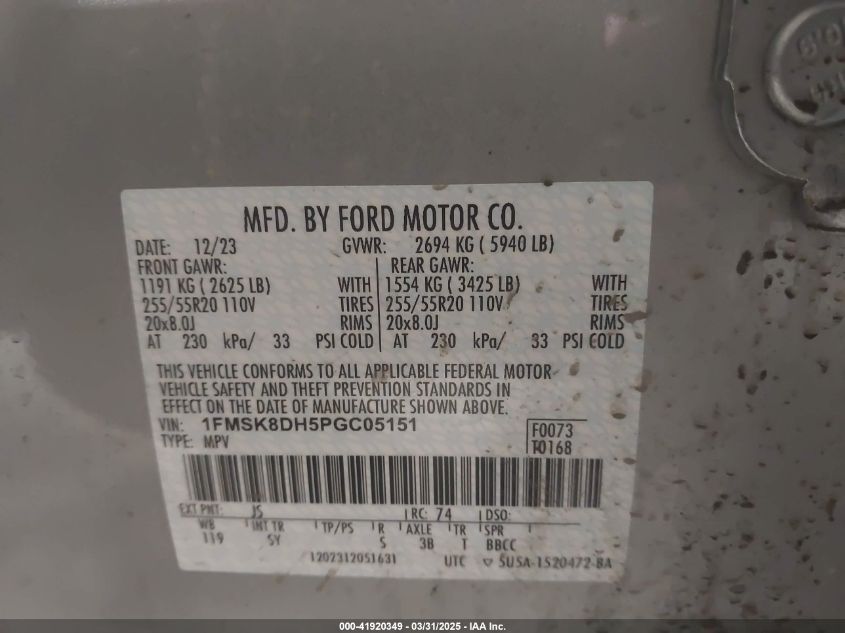 MFD. BY FORD MOTOR CO.
DATE: 12/23 GVWR: 2694 KG ( 5940 LB)
FRONT GAWR: REAR GAWR:
1191 KG ( 2625 LB) WITH 1554 KG ( 3425 LB) WITH
255/55R20 110V TIRES 255/55R20 110V TIRES
20x8.0J RIMS 20x8.0J RIMS
AT 230 kPa/ 33 PSI COLD AT 230 kPa/ 33 PSI COLD
THIS VEHICLE CONFORMS TO ALL APPLICABLE FEDERAL MOTOR
VEHICLE SAFETY AND THEFT PREVENTION STANDARDS IN
EFFECT ON THE DATE OF MANUFACTURE SHOWN ABOVE.
VIN: 1FMSK8DH5PGC05151 F0073
TYPE: MPV T0168
EXT PNT: JS RC: 74 DSO:
WB INT TR TP/PS R AXLE TR SPR
119 SY S 3B T BBCC
1202312051631 UTC ▽ 5USA-1520472-BA
000-41920349 - 03/31/2025 - IAA Inc.